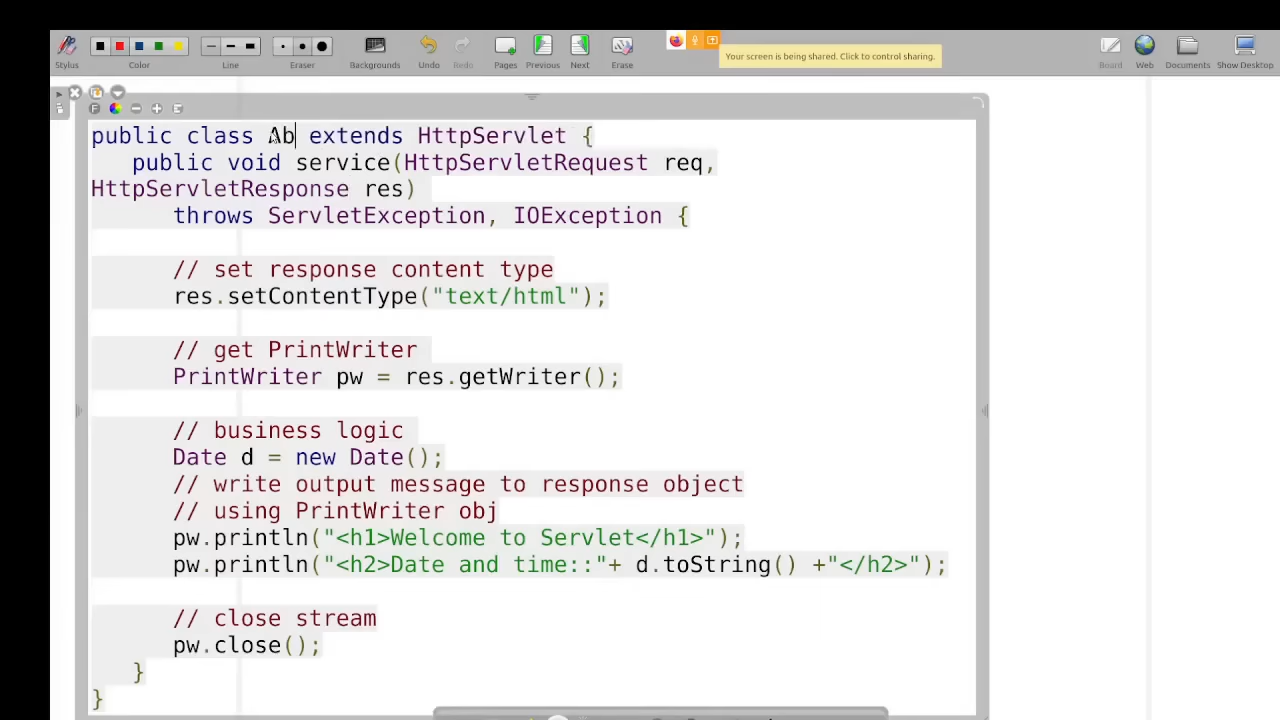 Stylus
Color
Line
Eraser
Backgrounds
Undo
Redo
Pages
Previous
Next
Erase
Your screen is being shared. Click to control sharing.
Board
Web
Documents
Show Desktop
public class Ab extends HttpServlet {
public void service(HttpServletRequest req,
HttpServletResponse res)
throws ServletException, IOException {
// set response content type
res.setContentType("text/html");
// get PrintWriter
PrintWriter pw = res.getWriter();
// business logic
Date d = new Date();
// write output message to response object
// using PrintWriter obj
pw.println("<h1>Welcome to Servlet</h1>");
pw.println("<h2>Date and time::"+ d.toString() +"</h2>");
// close stream
pw.close();
}
}